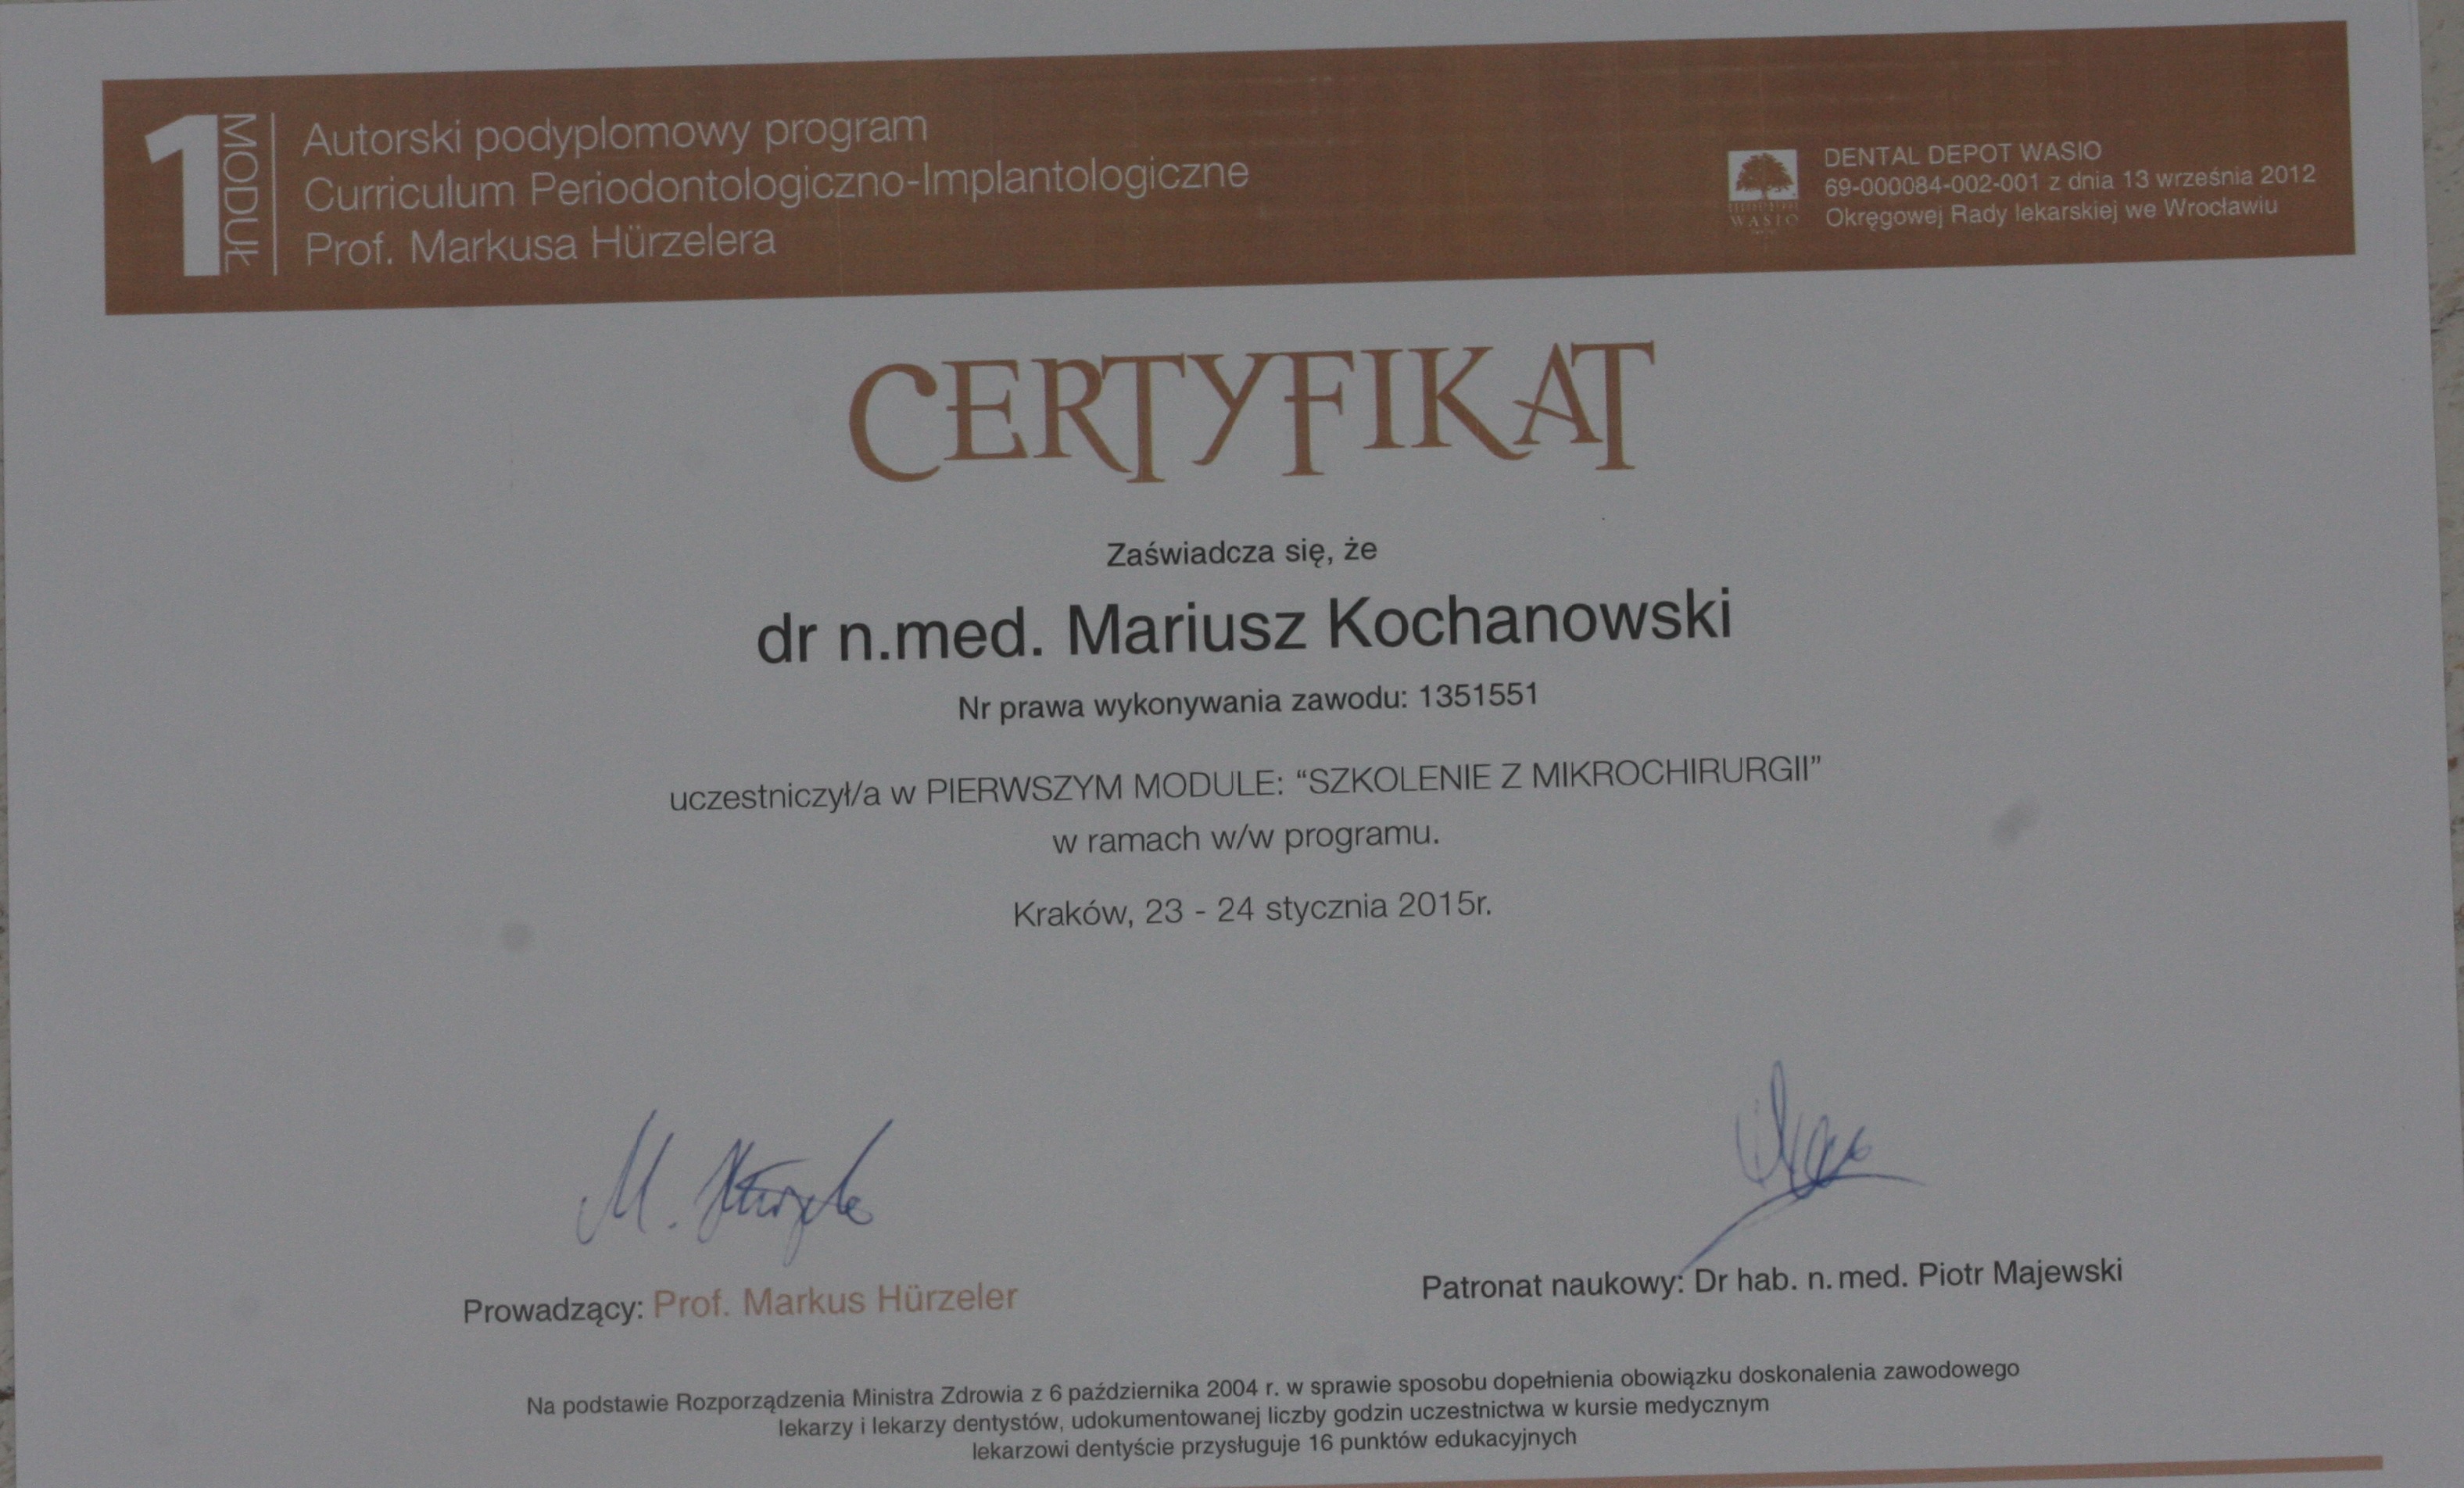 1 MODUŁ
Autorski podyplomowy program
Curriculum Periodontologiczno-Implantologiczne
Prof. Markusa Hürzelera
WASIO
DENTAL DEPOT WASIO
69-000084-002-001 z dnia 13 września 2012
Okręgowej Rady lekarskiej we Wrocławiu
CERTYFIKAT
Zaświadcza się, że
dr n.med. Mariusz Kochanowski
Nr prawa wykonywania zawodu: 1351551
uczestniczył/a w PIERWSZYM MODULE: “SZKOLENIE Z MIKROCHIRURGII”
w ramach w/w programu.
Kraków, 23 - 24 stycznia 2015r.
Prowadzący: Prof. Markus Hürzeler
Patronat naukowy: Dr hab. n. med. Piotr Majewski
Na podstawie Rozporządzenia Ministra Zdrowia z 6 października 2004 r. w sprawie sposobu dopełnienia obowiązku doskonalenia zawodowego
lekarzy i lekarzy dentystów, udokumentowanej liczby godzin uczestnictwa w kursie medycznym
lekarzowi dentyście przysługuje 16 punktów edukacyjnych